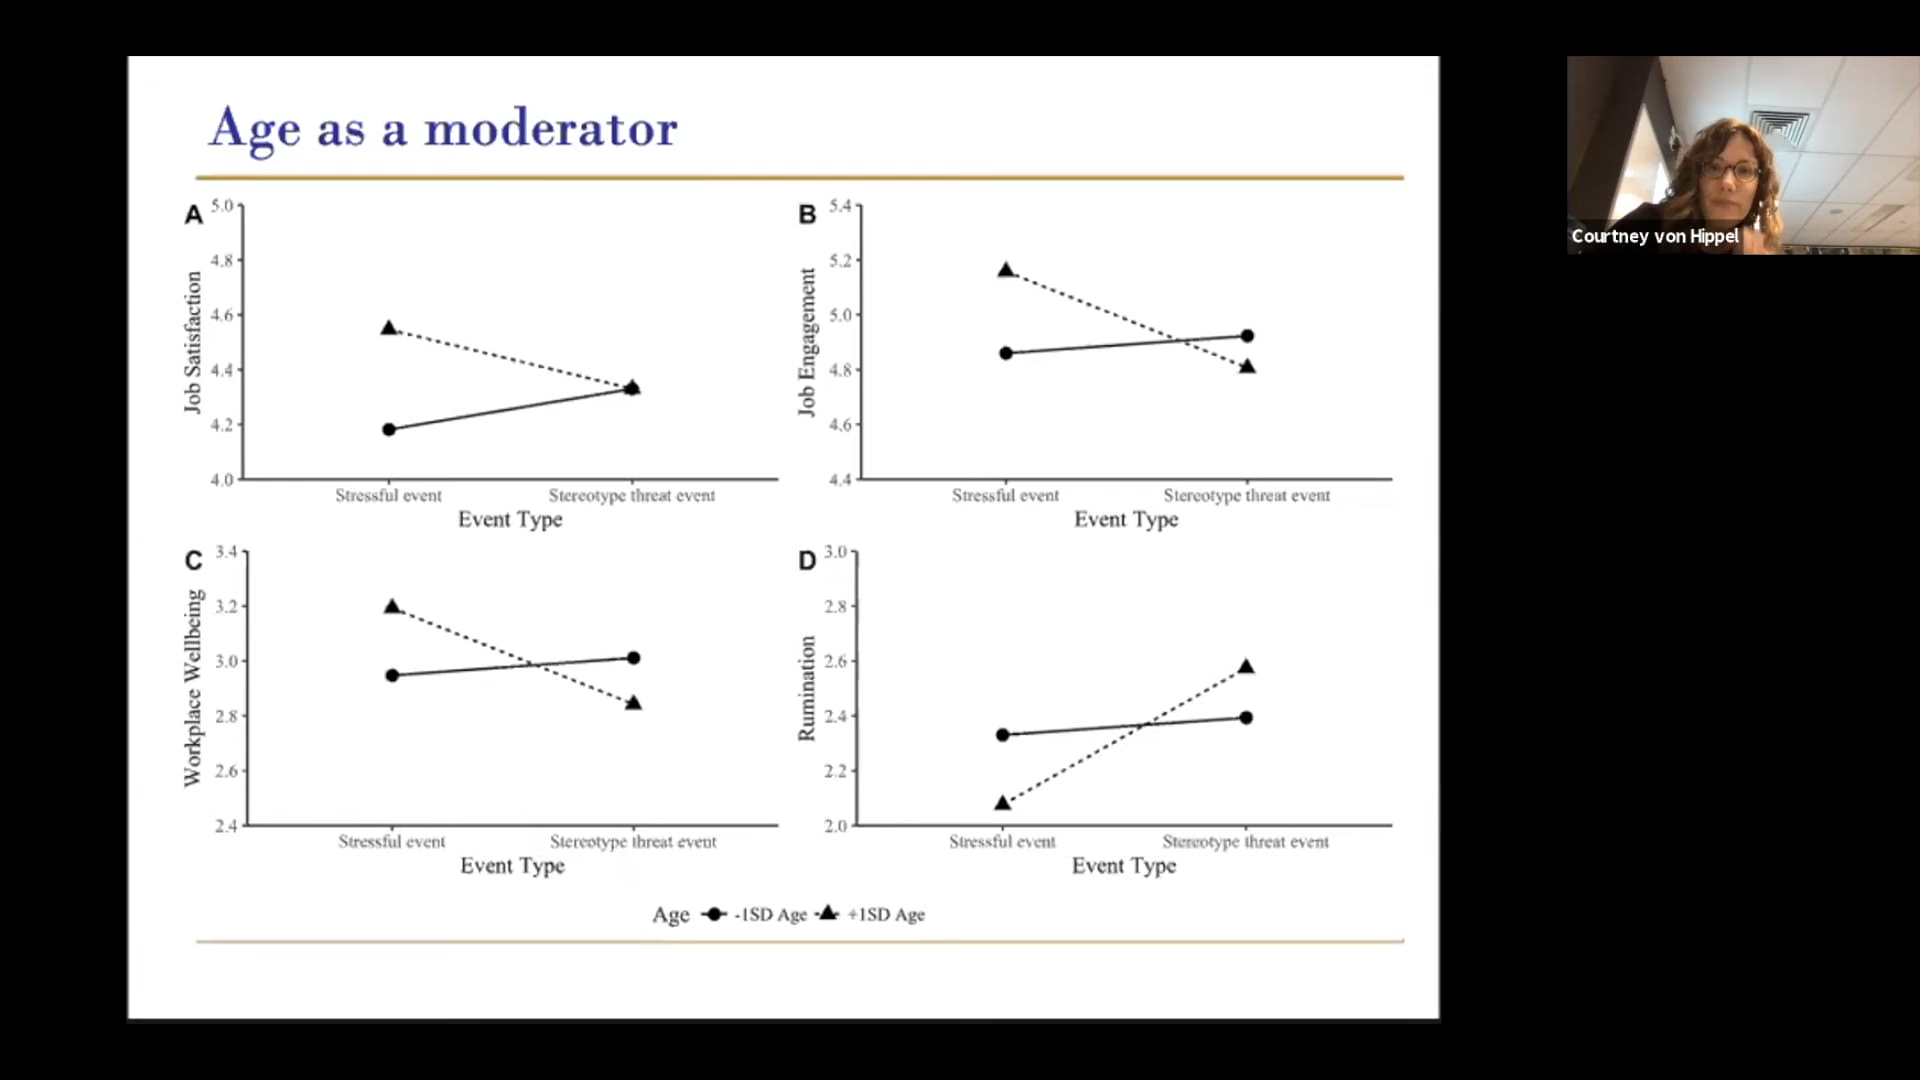 Age as a moderator
A
5.0
4.8
4.6
4.4
4.2
4.0
Job Satisfaction
Stressful event
Stereotype threat event
Event Type
B
5.4
5.2
5.0
4.8
4.6
4.4
Job Engagement
Stressful event
Stereotype threat event
Event Type
C
3.4
3.2
3.0
2.8
2.6
2.4
Workplace Wellbeing
Stressful event
Stereotype threat event
Event Type
D
3.0
2.8
2.6
2.4
2.2
2.0
Rumination
Stressful event
Stereotype threat event
Event Type
Age -1SD Age +1SD Age
Courtney von Hippel